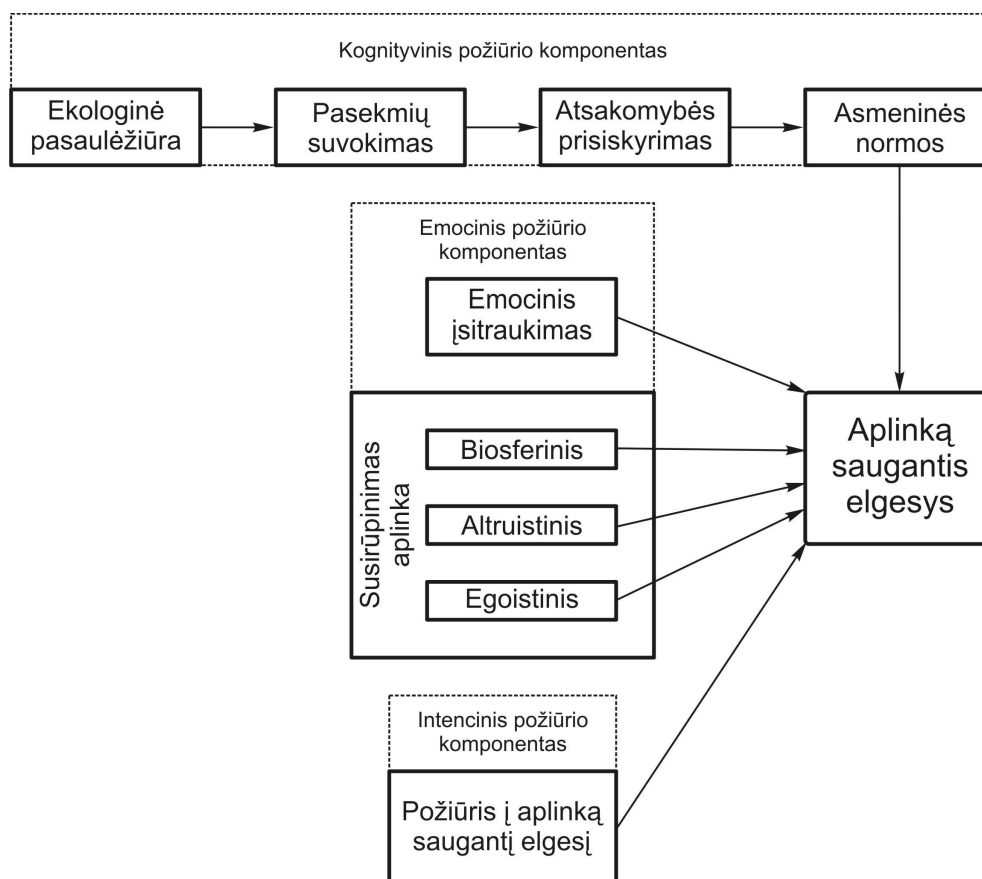 Kognityvinis požiūrio komponentas
Ekologinė
pasaulėžiūra
Pasekmių
suvokimas
Atsakomybės
prisiskyrimas
Asmeninės
normos
Emocinis požiūrio
komponentas
Emocinis
įsitraukimas
Susirūpinimas
aplinka
Biosferinis
Altruistinis
Egoistinis
Aplinką
saugantis
elgesys
Intencinis požiūrio
komponentas
Požiūris į aplinką
saugantį elgesį